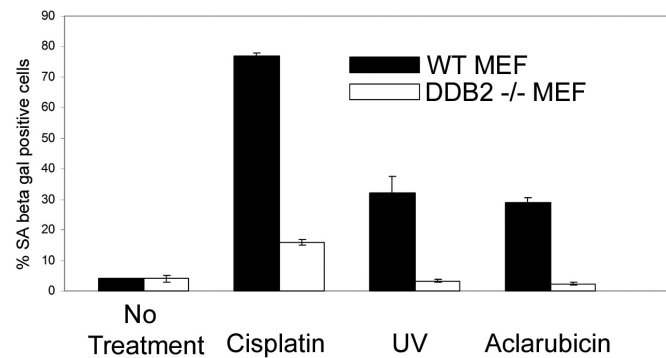 90
80
70
60
50
40
30
20
10
0
% SA beta gal positive cells
WT MEF
DDB2 -/- MEF
No
Treatment
Cisplatin
UV
Aclarubicin